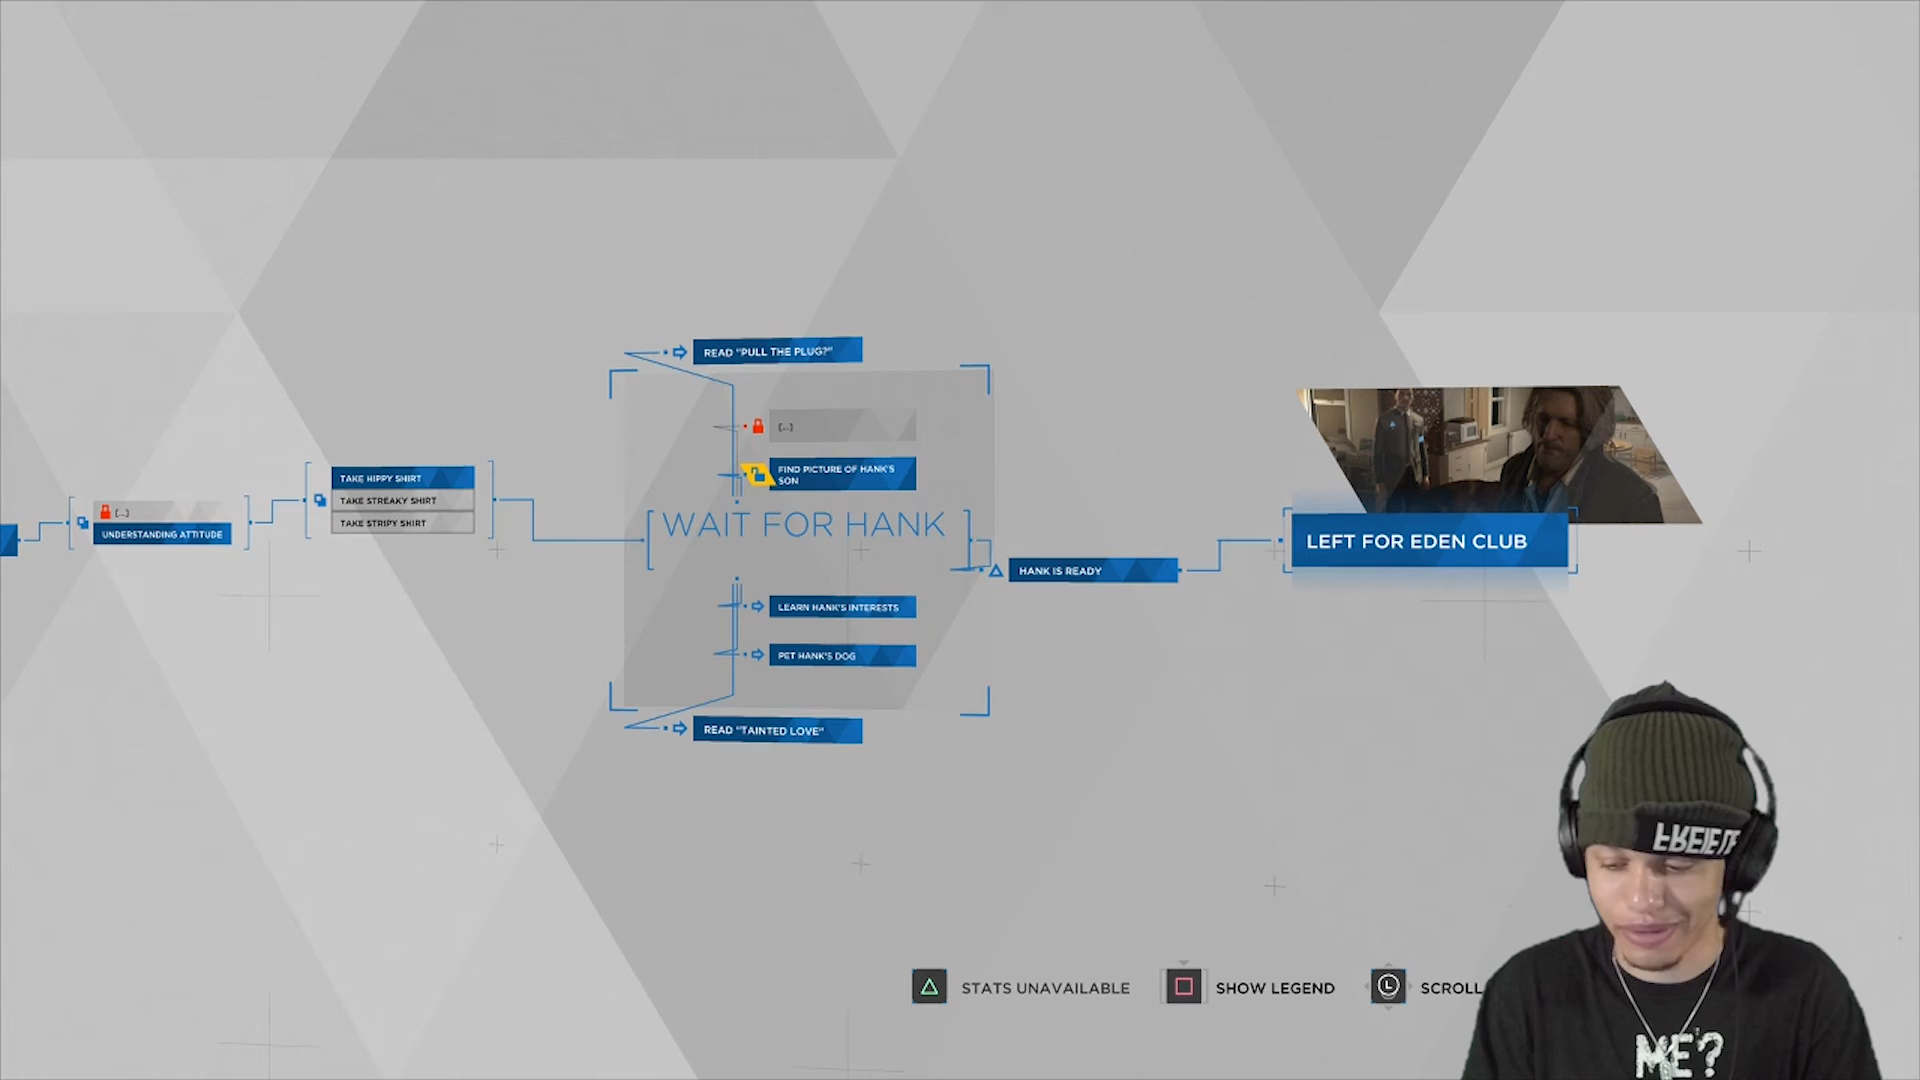 READ "PULL THE PLUG?"
[...]
FIND PICTURE OF HANK'S
SON
TAKE HIPPY SHIRT
TAKE STREAKY SHIRT
TAKE STRIPY SHIRT
[...]
UNDERSTANDING ATTITUDE
WAIT FOR HANK
LEFT FOR EDEN CLUB
HANK IS READY
LEARN HANK'S INTERESTS
PET HANK'S DOG
READ "TAINTED LOVE"
STATS UNAVAILABLE
SHOW LEGEND
L
SCROLL
ME?